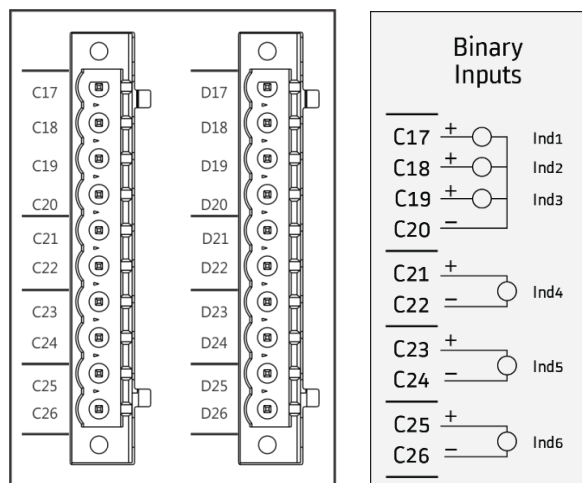 C17
C18
C19
C20
C21
C22
C23
C24
C25
C26
D17
D18
D19
D20
D21
D22
D23
D24
D25
D26
Binary
Inputs
C17 + Ind1
C18 + Ind2
C19 + Ind3
C20 −
C21 +
Ind4
C22 −
C23 +
Ind5
C24 −
C25 +
Ind6
C26 −